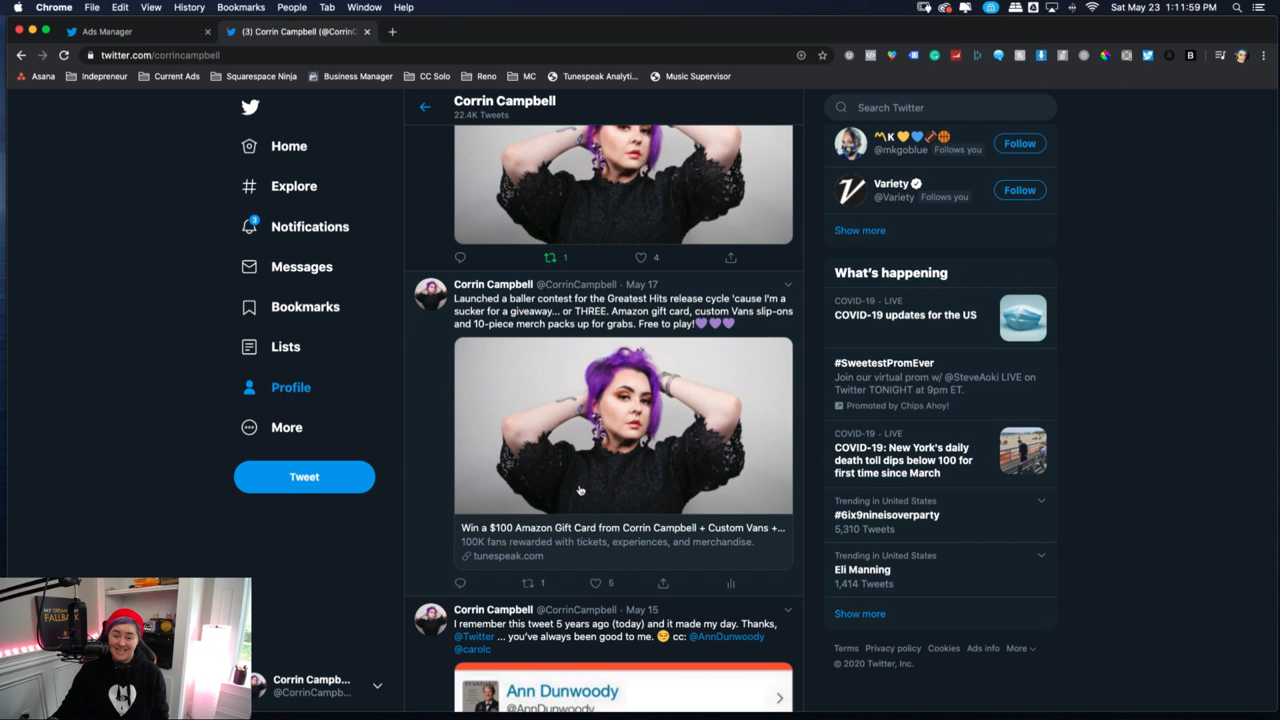 Chrome File Edit View History Bookmarks People Tab Window Help
Sat May 23 1:11:59 PM
Ads Manager
(3) Corrin Campbell (@CorrinC
twitter.com/corrincampbell
Asana Indepreneur Current Ads Squarespace Ninja Business Manager CC Solo Reno MC Tunespeak Analyti... Music Supervisor
Home
Explore
3
Notifications
Messages
Bookmarks
Lists
Profile
More
Tweet
Corrin Campb...
@CorrinCampb...
MY DREAM
FALLBACK
Corrin Campbell
22.4K Tweets
1 4
Corrin Campbell @CorrinCampbell · May 17
Launched a baller contest for the Greatest Hits release cycle 'cause I'm a
sucker for a giveaway... or THREE. Amazon gift card, custom Vans slip-ons
and 10-piece merch packs up for grabs. Free to play!💜💜💜
Win a $100 Amazon Gift Card from Corrin Campbell + Custom Vans +...
100K fans rewarded with tickets, experiences, and merchandise.
tunespeak.com
1 5
Corrin Campbell @CorrinCampbell · May 15
I remember this tweet 5 years ago (today) and it made my day. Thanks,
@Twitter ... you've always been good to me. 😌 cc: @AnnDunwoody
@carolc
Ann Dunwoody
@AnnDunwoody
Search Twitter
K 💛💙🏀
@mkgoblue Follows you
Follow
Variety
@Variety Follows you
Follow
Show more
What's happening
COVID-19 · LIVE
COVID-19 updates for the US
#SweetestPromEver
Join our virtual prom w/ @SteveAoki LIVE on
Twitter TONIGHT at 9pm ET.
Promoted by Chips Ahoy!
COVID-19 · LIVE
COVID-19: New York's daily
death toll dips below 100 for
first time since March
Trending in United States
#6ix9nineisoverparty
5,310 Tweets
Trending in United States
Eli Manning
1,414 Tweets
Show more
Terms Privacy policy Cookies Ads info More
© 2020 Twitter, Inc.